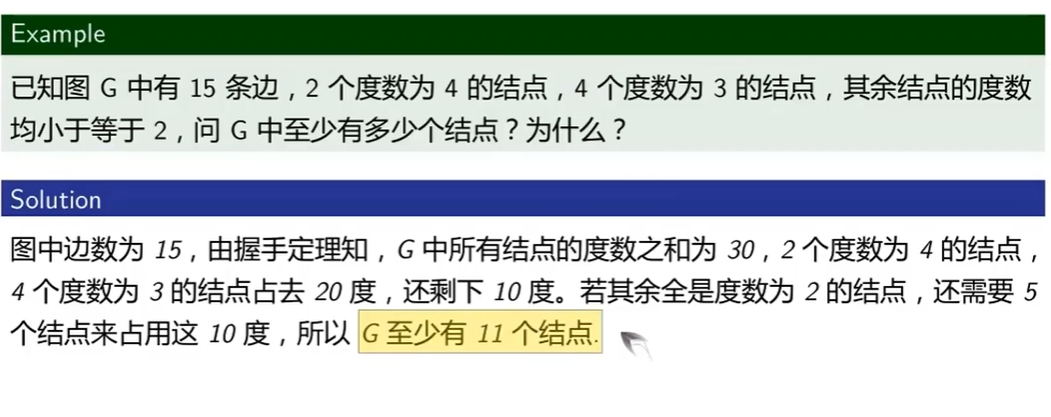 Example
已知图 G 中有 15 条边，2 个度数为 4 的结点，4 个度数为 3 的结点，其余结点的度数
均小于等于 2，问 G 中至少有多少个结点？为什么？
Solution
图中边数为 15，由握手定理知，G 中所有结点的度数之和为 30，2 个度数为 4 的结点，
4 个度数为 3 的结点占去 20 度，还剩下 10 度。若其余全是度数为 2 的结点，还需要 5
个结点来占用这 10 度，所以 G 至少有 11 个结点.